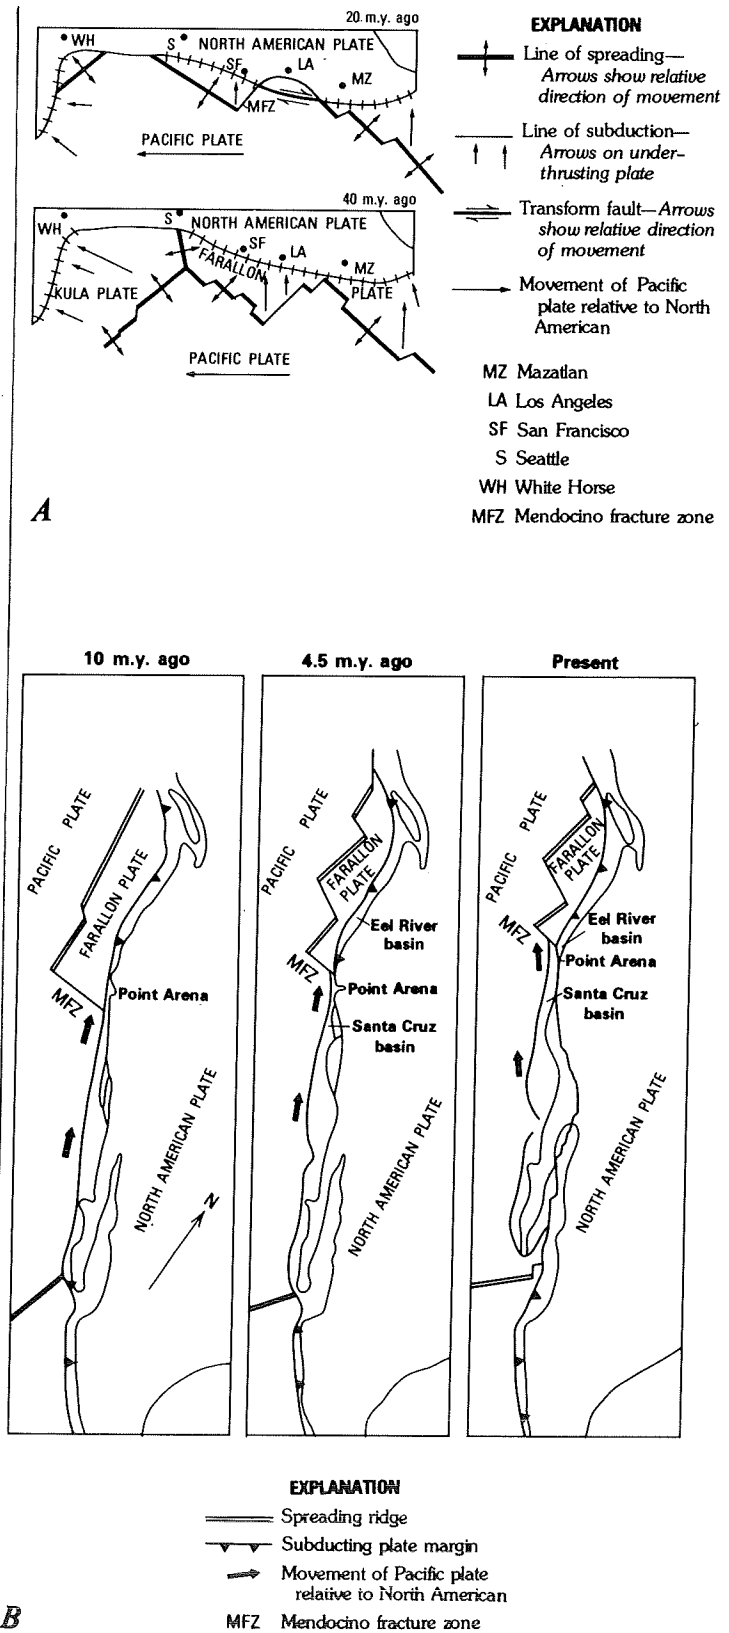 20 m.y. ago
WH
S
NORTH AMERICAN PLATE
SF
LA
MZ
MFZ
PACIFIC PLATE
40 m.y. ago
WH
S
NORTH AMERICAN PLATE
SF
LA
MZ
FARALLON
PLATE
KULA PLATE
PACIFIC PLATE
A
EXPLANATION
Line of spreading—
Arrows show relative
direction of movement
Line of subduction—
Arrows on under-
thrusting plate
Transform fault—Arrows
show relative direction
of movement
Movement of Pacific
plate relative to North
American
MZ Mazatlan
LA Los Angeles
SF San Francisco
S Seattle
WH White Horse
MFZ Mendocino fracture zone
10 m.y. ago
PACIFIC PLATE
FARALLON PLATE
MFZ
Point Arena
NORTH AMERICAN PLATE
N
4.5 m.y. ago
PACIFIC PLATE
FARALLON
PLATE
Eel River
basin
MFZ
Point Arena
Santa Cruz
basin
NORTH AMERICAN PLATE
Present
PACIFIC PLATE
FARALLON
PLATE
MFZ
Eel River
basin
Point Arena
Santa Cruz
basin
NORTH AMERICAN PLATE
EXPLANATION
Spreading ridge
Subducting plate margin
Movement of Pacific plate
relative to North American
MFZ Mendocino fracture zone
B